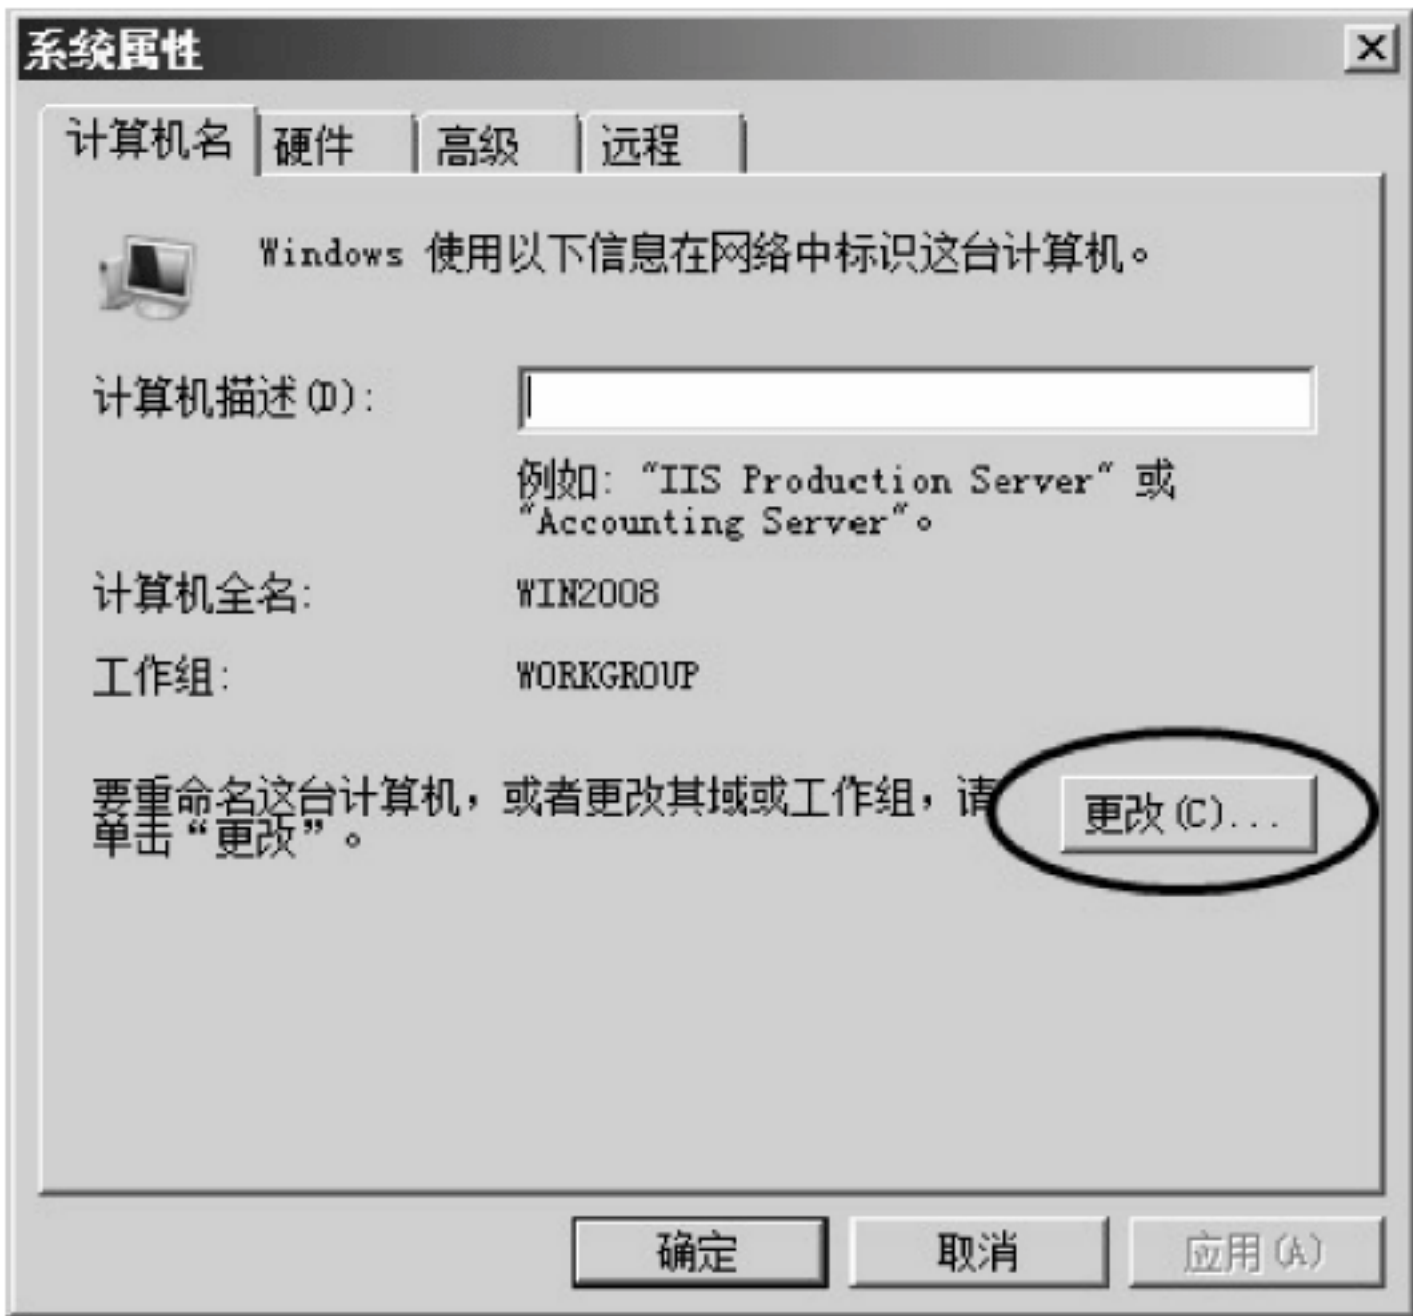 系统属性
计算机名 硬件 高级 远程
Windows 使用以下信息在网络中标识这台计算机。
计算机描述(D):
例如: "IIS Production Server" 或
"Accounting Server"。
计算机全名: WIN2008
工作组: WORKGROUP
要重命名这台计算机，或者更改其域或工作组，请
单击“更改”。
更改(C)...
确定 取消 应用(A)